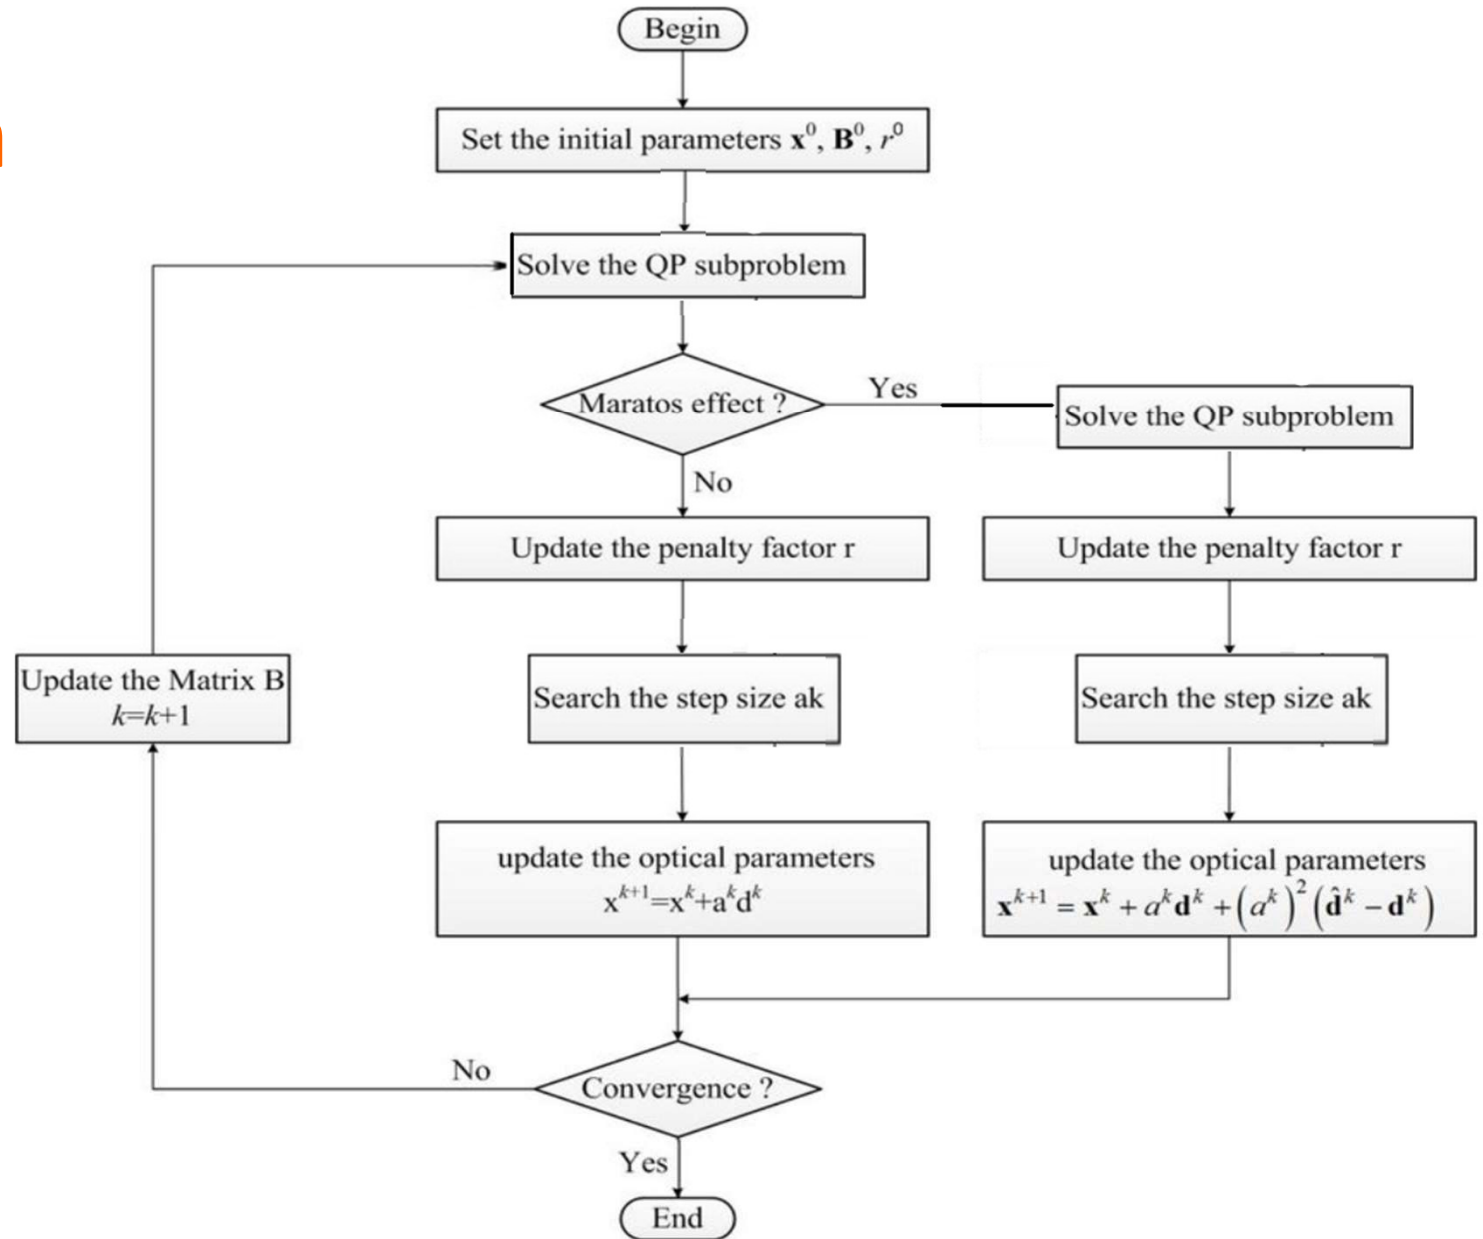 Begin
Set the initial parameters x⁰, B⁰, r⁰
Solve the QP subproblem
Maratos effect ?
Yes
Solve the QP subproblem
No
Update the penalty factor r
Update the penalty factor r
Update the Matrix B
k=k+1
Search the step size ak
Search the step size ak
update the optical parameters
xᵏ⁺¹=xᵏ+aᵏdᵏ
update the optical parameters
xᵏ⁺¹ = xᵏ + aᵏdᵏ + (aᵏ)² (d̂ᵏ − dᵏ)
No
Convergence ?
Yes
End